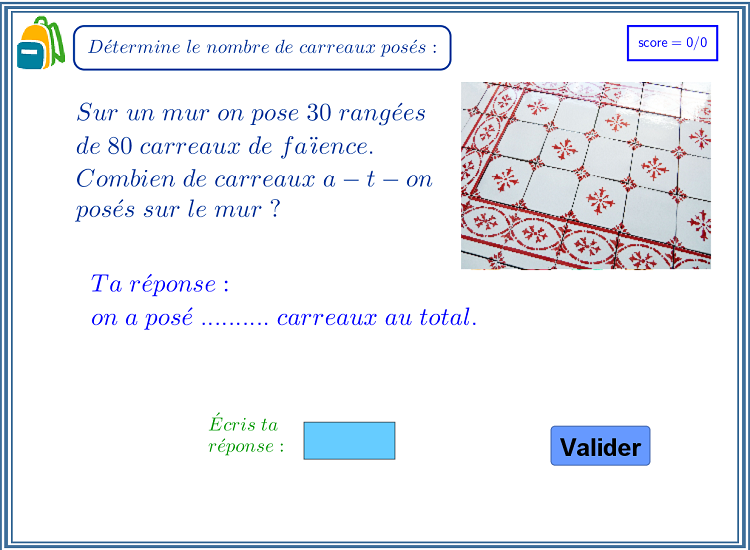 Détermine le nombre de carreaux posés :
score = 0/0
Sur un mur on pose 30 rangées
de 80 carreaux de faïence.
Combien de carreaux a − t − on
posés sur le mur ?
Ta réponse :
on a posé .......... carreaux au total.
Écris ta
réponse :
Valider